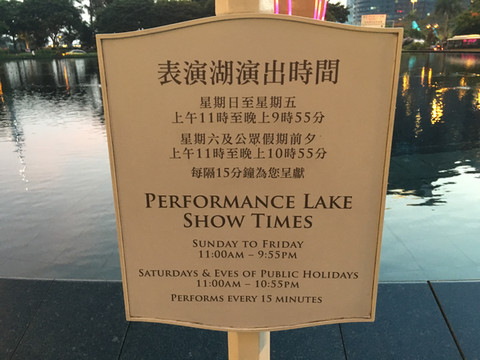 表演湖演出時間
星期日至星期五
上午11時至晚上9時55分
星期六及公眾假期前夕
上午11時至晚上10時55分
每隔15分鐘為您呈獻
PERFORMANCE LAKE
SHOW TIMES
SUNDAY TO FRIDAY
11:00AM – 9:55PM
SATURDAYS & EVES OF PUBLIC HOLIDAYS
11:00AM – 10:55PM
PERFORMS EVERY 15 MINUTES